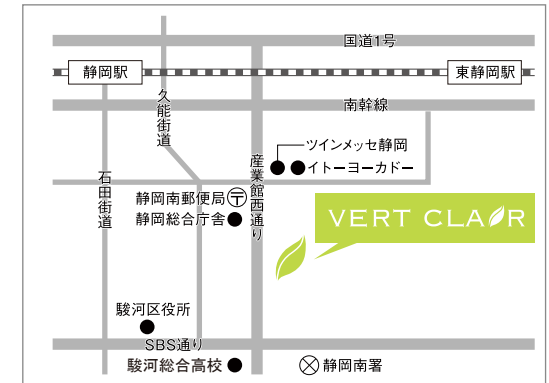 国道1号
静岡駅
東静岡駅
久能街道
南幹線
ツインメッセ静岡
イトーヨーカドー
産業館西通り
石田街道
静岡南郵便局
静岡総合庁舎
VERT CLAIR
駿河区役所
SBS通り
駿河総合高校
静岡南署